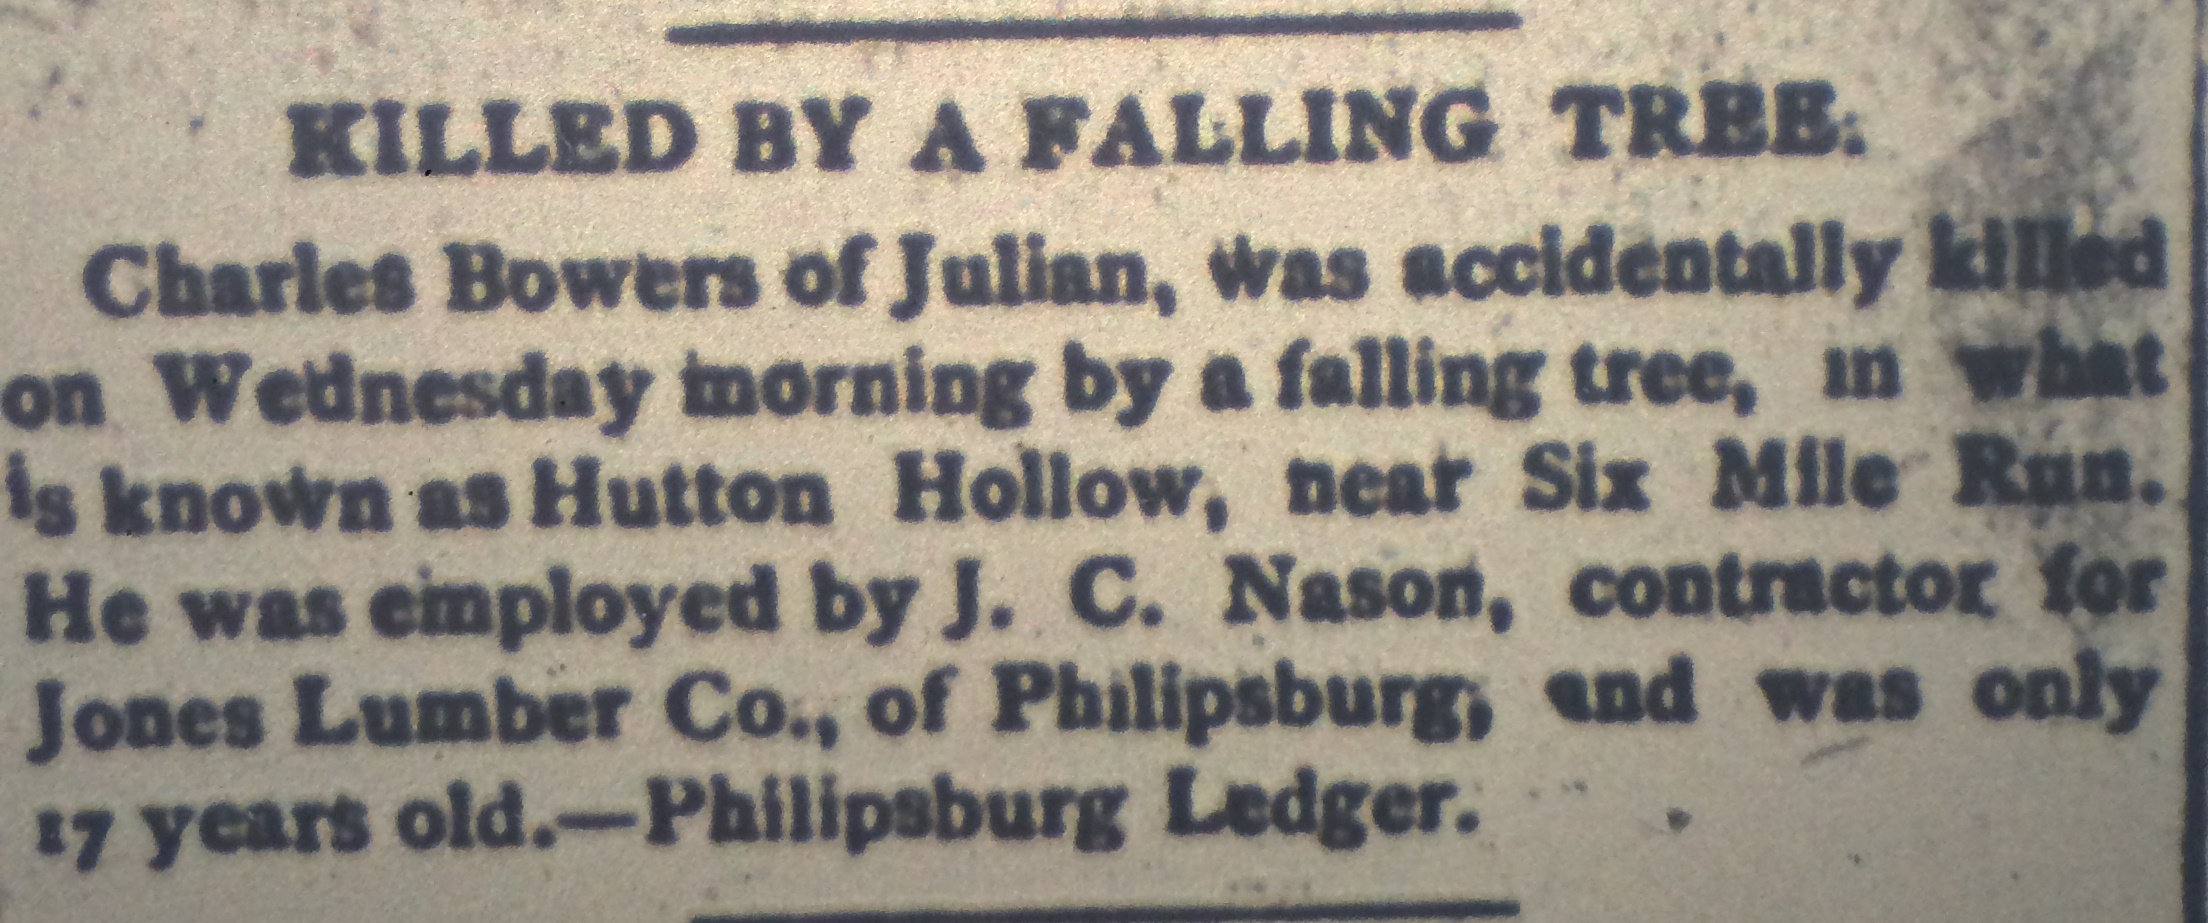 KILLED BY A FALLING TREE.
Charles Bowers of Julian, was accidentally killed
on Wednesday morning by a falling tree, in what
is known as Hutton Hollow, near Six Mile Run.
He was employed by J. C. Nason, contractor for
Jones Lumber Co., of Philipsburg, and was only
17 years old.—Philipsburg Ledger.